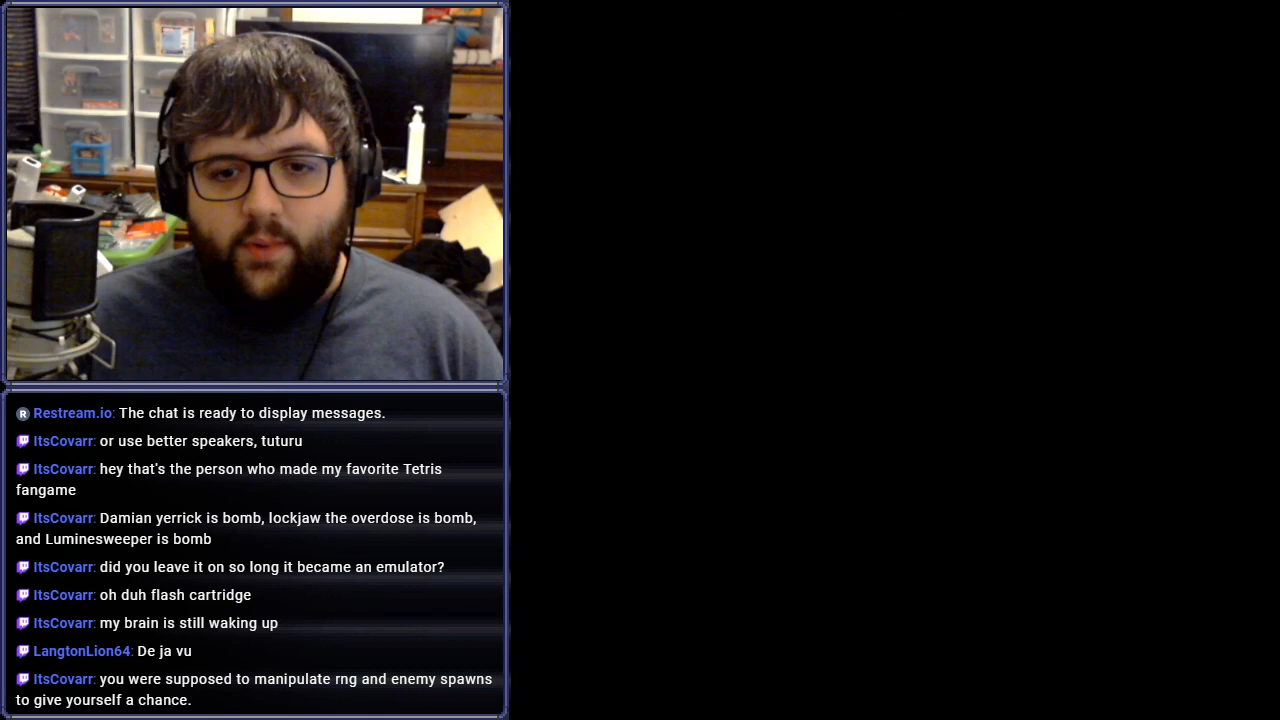 Restream.io: The chat is ready to display messages.
ItsCovarr: or use better speakers, tuturu
ItsCovarr: hey that's the person who made my favorite Tetris
fangame
ItsCovarr: Damian yerrick is bomb, lockjaw the overdose is bomb,
and Luminesweeper is bomb
ItsCovarr: did you leave it on so long it became an emulator?
ItsCovarr: oh duh flash cartridge
ItsCovarr: my brain is still waking up
LangtonLion64: De ja vu
ItsCovarr: you were supposed to manipulate rng and enemy spawns
to give yourself a chance.